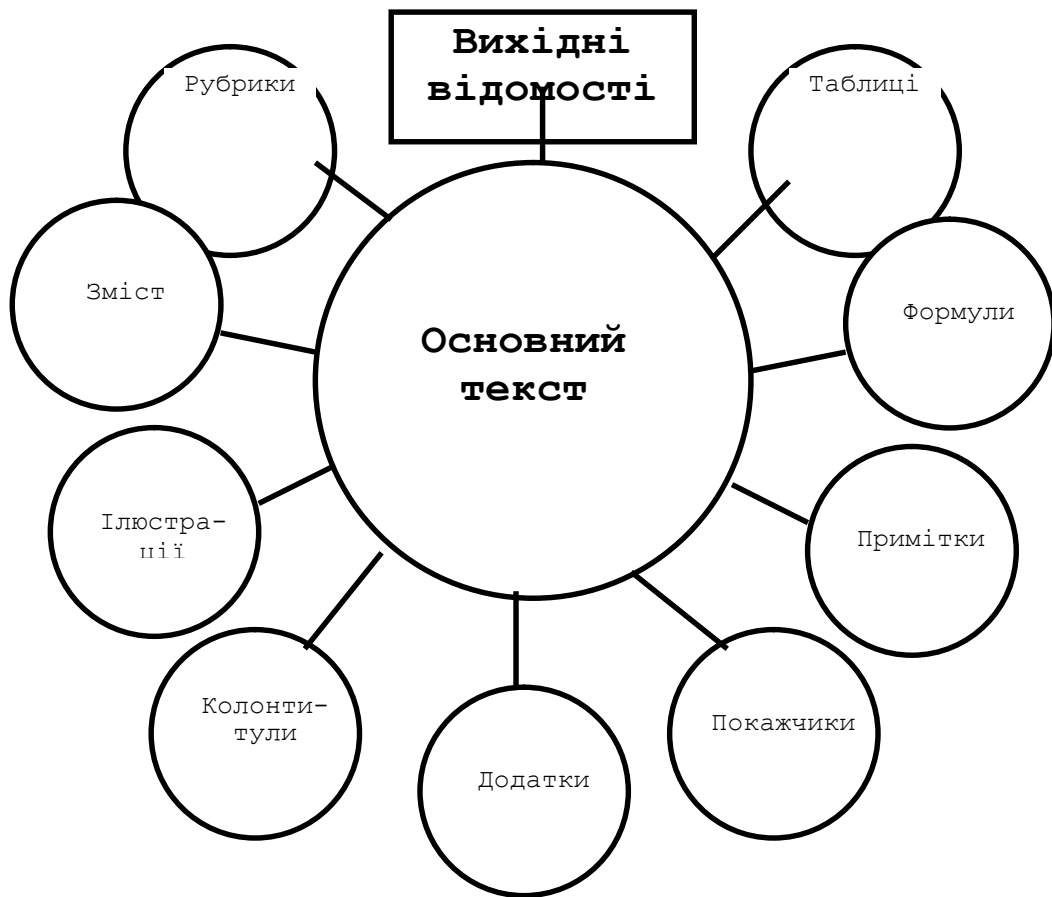 Вихідні
відомості
Рубрики
Таблиці
Зміст
Формули
Основний
текст
Ілюстра-
ції
Примітки
Колонти-
тули
Покажчики
Додатки